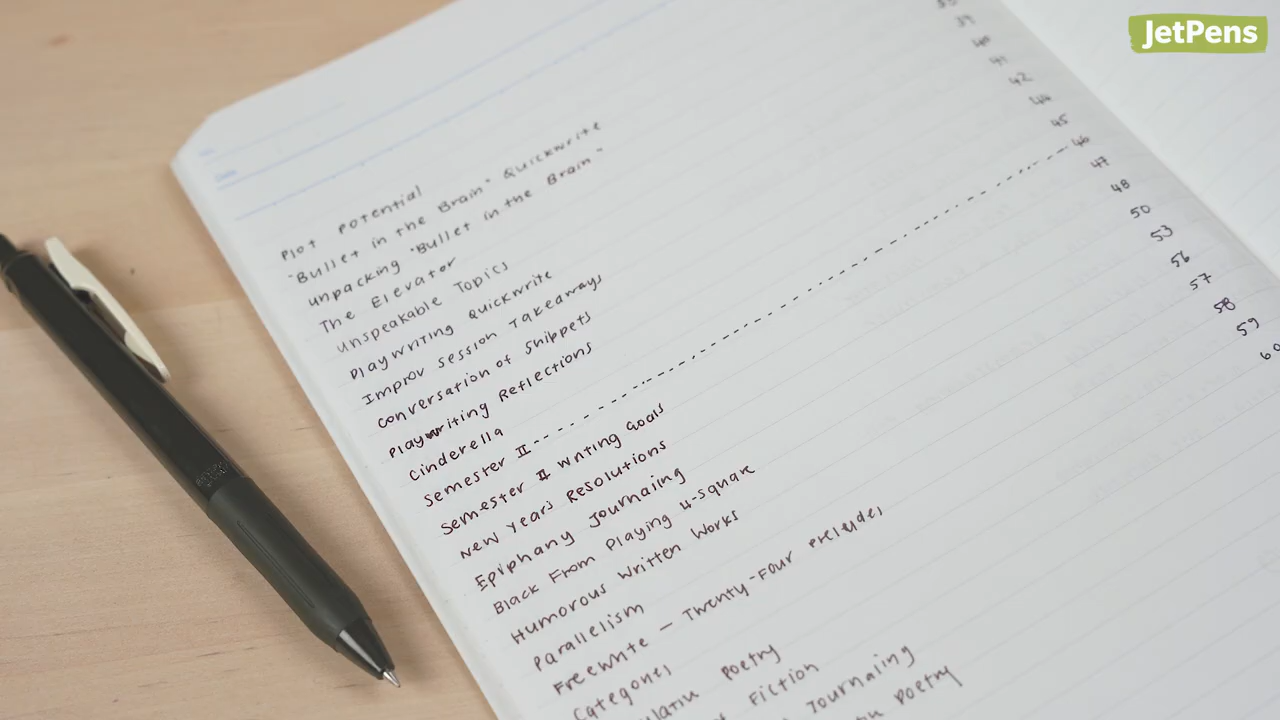 JetPens
Date
Plot Potential
"Bullet in the Brain" Quickwrite
Unpacking "Bullet in the Brain"
The Elevator
Unspeakable Topics
Playwriting Quickwrite
Improv Session Takeaways
Conversation of Snippets
Playwriting Reflections
Cinderella
Semester II
Semester II Writing Goals
New Years Resolutions
Epiphany Journaling
Black From Playing 4-Square
Humorous Written Works
Parallelism
Freewrite — Twenty-Four Preludes
Categories
Poetry
Fiction
Journaling
Poetry
39
40
41
42
44
45
46
47
48
50
53
56
57
58
59
60